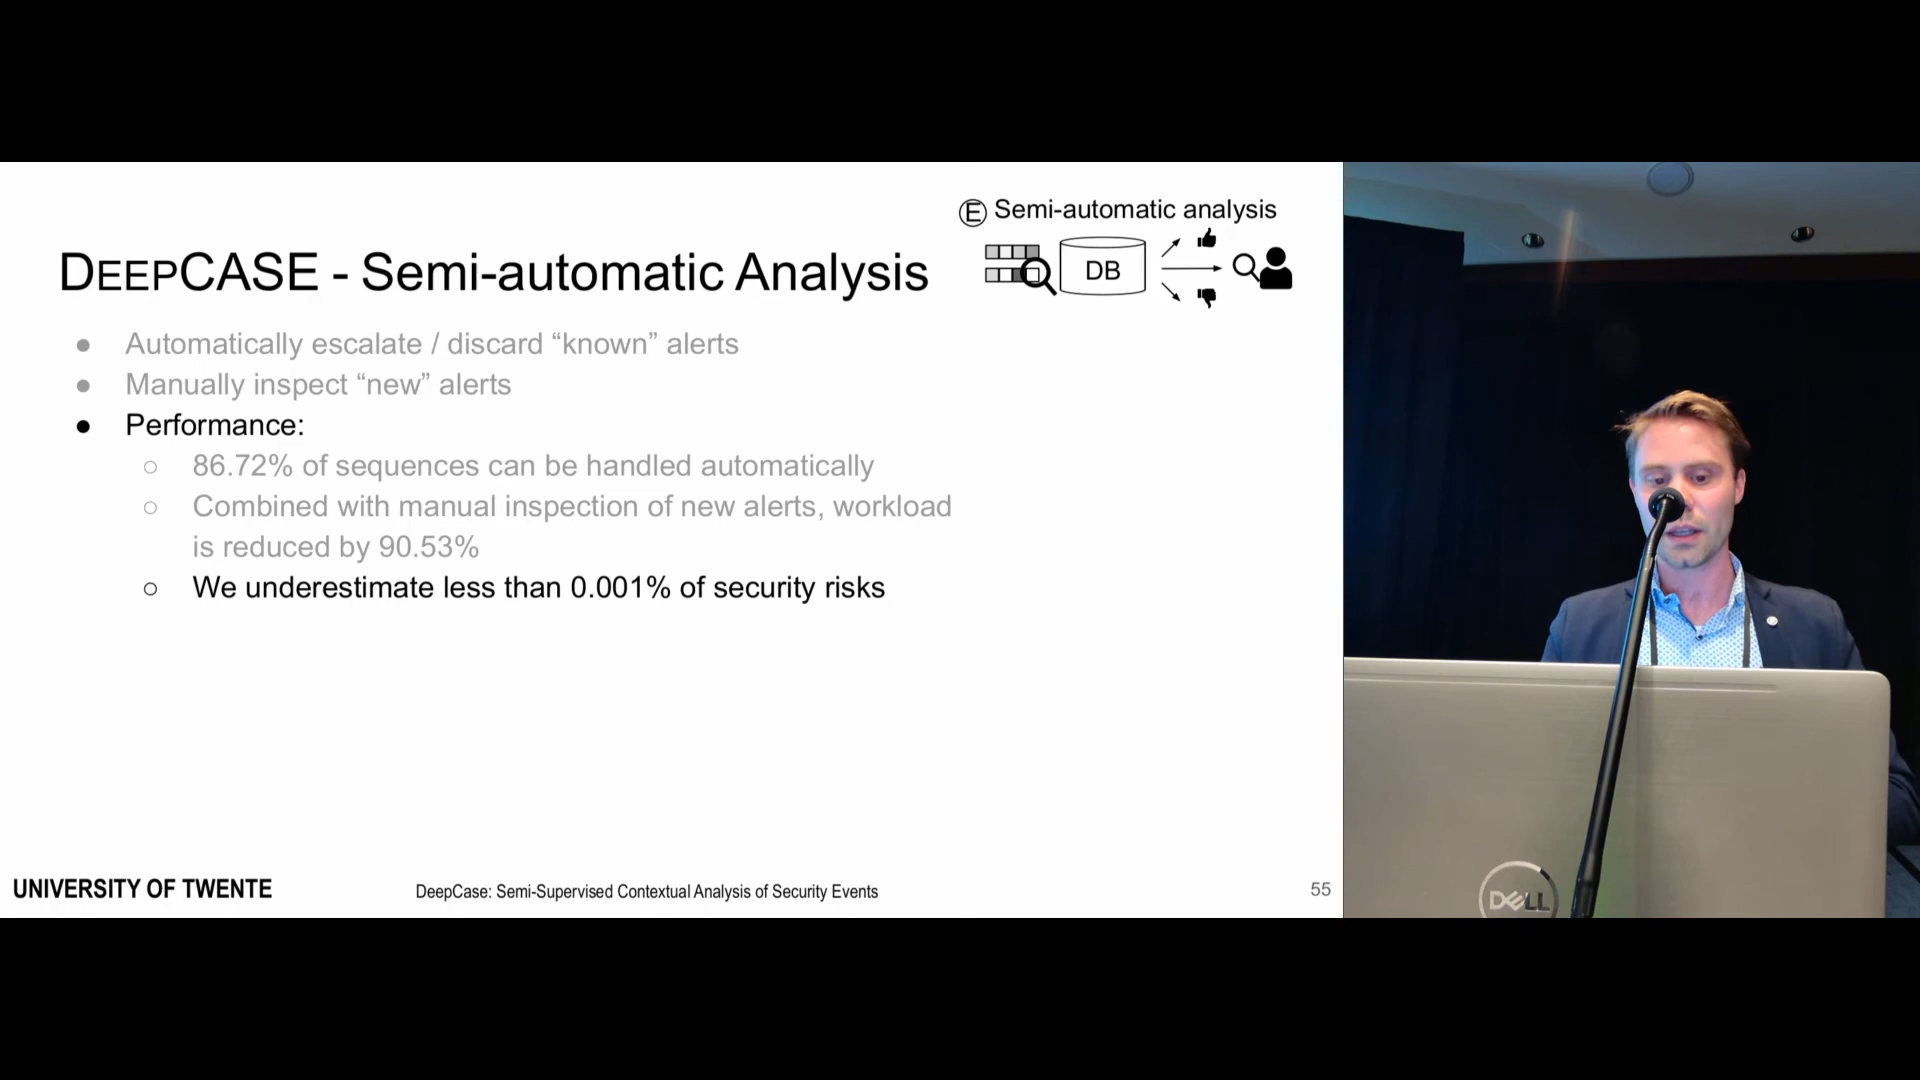 Ⓔ Semi-automatic analysis
DB
DEEPCASE - Semi-automatic Analysis
● Automatically escalate / discard “known” alerts
● Manually inspect “new” alerts
● Performance:
○ 86.72% of sequences can be handled automatically
○ Combined with manual inspection of new alerts, workload
is reduced by 90.53%
○ We underestimate less than 0.001% of security risks
UNIVERSITY OF TWENTE
DeepCase: Semi-Supervised Contextual Analysis of Security Events
55
DELL